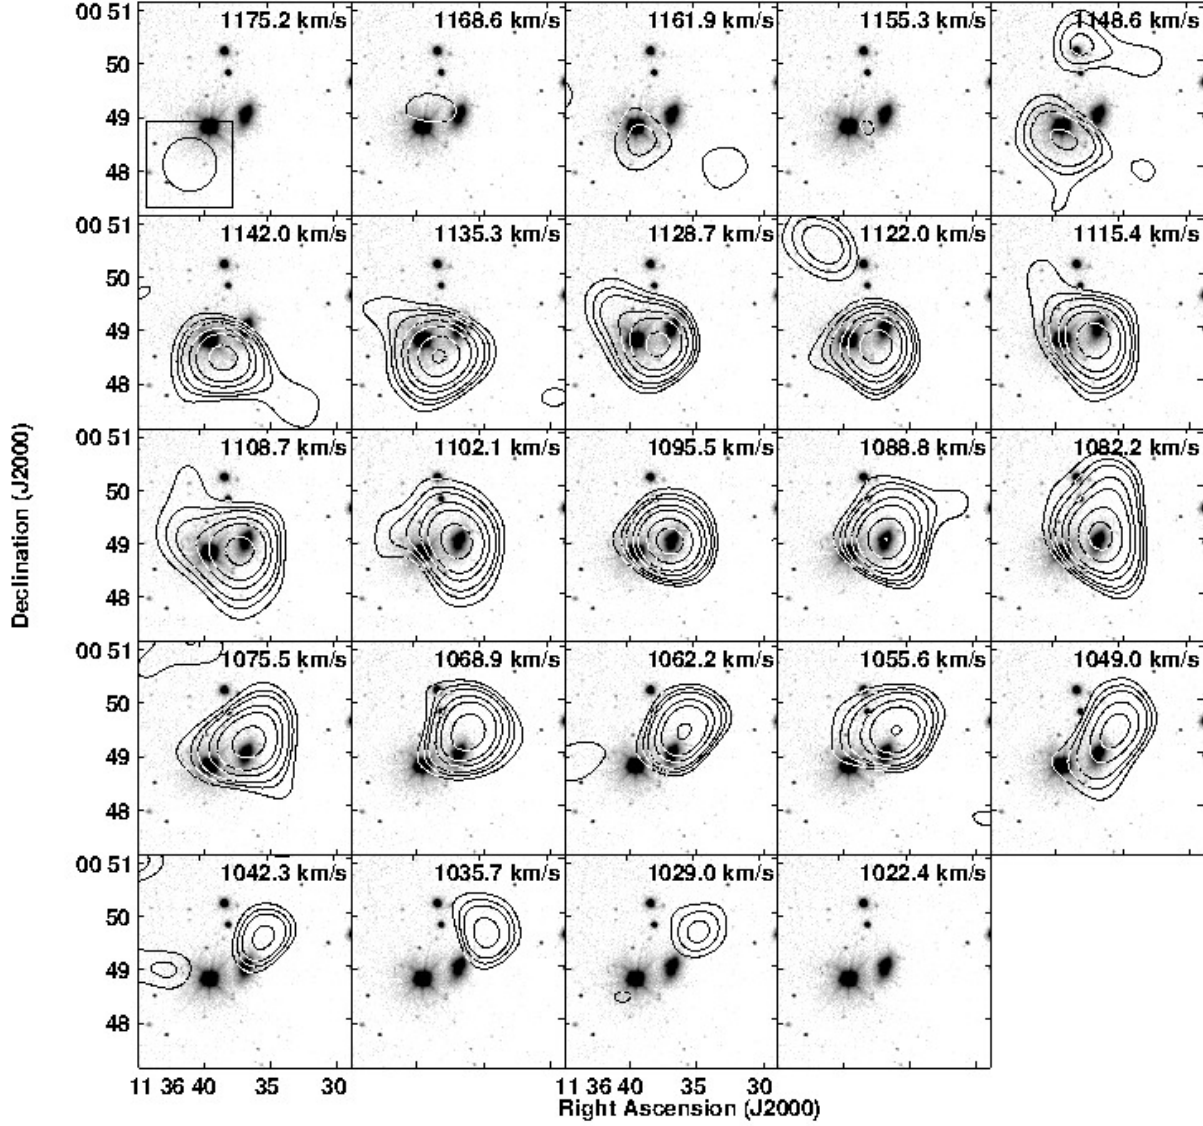 00 51 1175.2 km/s 1168.6 km/s 1161.9 km/s 1155.3 km/s 1148.6 km/s
50
49
48
00 51 1142.0 km/s 1135.3 km/s 1128.7 km/s 1122.0 km/s 1115.4 km/s
50
49
48
Declination (J2000)
00 51 1108.7 km/s 1102.1 km/s 1095.5 km/s 1088.8 km/s 1082.2 km/s
50
49
48
00 51 1075.5 km/s 1068.9 km/s 1062.2 km/s 1055.6 km/s 1049.0 km/s
50
49
48
00 51 1042.3 km/s 1035.7 km/s 1029.0 km/s 1022.4 km/s
50
49
48
11 36 40 35 30 11 36 40 35 30
Right Ascension (J2000)